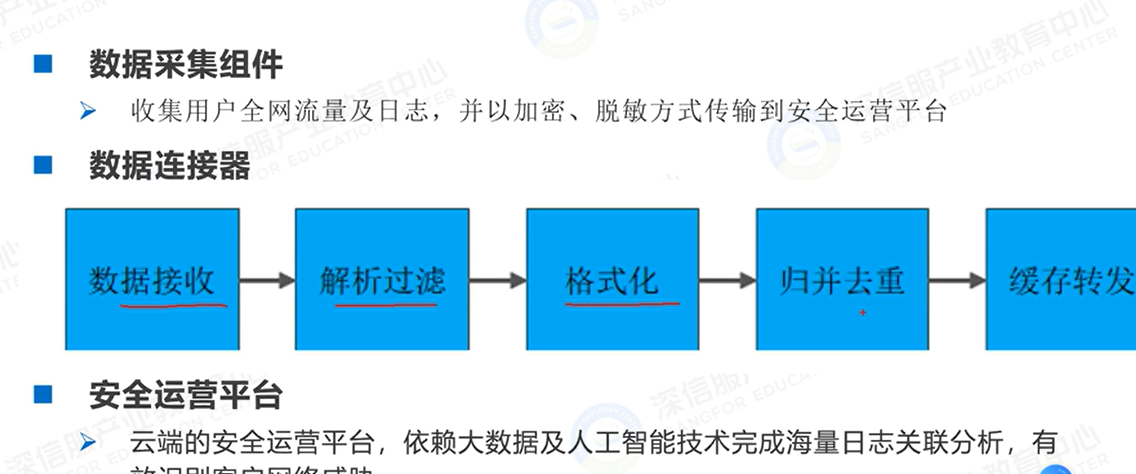 数据采集组件
收集用户全网流量及日志，并以加密、脱敏方式传输到安全运营平台
数据连接器
数据接收 解析过滤 格式化 归并去重 缓存转发
安全运营平台
云端的安全运营平台，依赖大数据及人工智能技术完成海量日志关联分析，有
深信服产业教育中心
SANGFOR EDUCATION CENTER